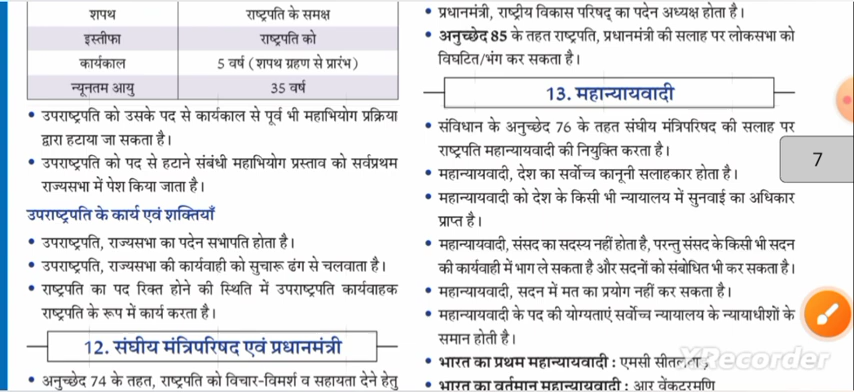 शपथ राष्ट्रपति के समक्ष
इस्तीफा राष्ट्रपति को
कार्यकाल 5 वर्ष (शपथ ग्रहण से प्रारंभ)
न्यूनतम आयु 35 वर्ष
• उपराष्ट्रपति को उसके पद से कार्यकाल से पूर्व भी महाभियोग प्रक्रिया
द्वारा हटाया जा सकता है।
• उपराष्ट्रपति को पद से हटाने संबंधी महाभियोग प्रस्ताव को सर्वप्रथम
राज्यसभा में पेश किया जाता है।
उपराष्ट्रपति के कार्य एवं शक्तियाँ
• उपराष्ट्रपति, राज्यसभा का पदेन सभापति होता है।
• उपराष्ट्रपति, राज्यसभा की कार्यवाही को सुचारू ढंग से चलवाता है।
• राष्ट्रपति का पद रिक्त होने की स्थिति में उपराष्ट्रपति कार्यवाहक
राष्ट्रपति के रूप में कार्य करता है।
12. संघीय मंत्रिपरिषद एवं प्रधानमंत्री
• अनुच्छेद 74 के तहत, राष्ट्रपति को विचार-विमर्श व सहायता देने हेतु
• प्रधानमंत्री, राष्ट्रीय विकास परिषद् का पदेन अध्यक्ष होता है।
• अनुच्छेद 85 के तहत राष्ट्रपति, प्रधानमंत्री की सलाह पर लोकसभा को
विघटित/भंग कर सकता है।
13. महान्यायवादी
• संविधान के अनुच्छेद 76 के तहत संघीय मंत्रिपरिषद की सलाह पर
राष्ट्रपति महान्यायवादी की नियुक्ति करता है।
• महान्यायवादी, देश का सर्वोच्च कानूनी सलाहकार होता है।
• महान्यायवादी को देश के किसी भी न्यायालय में सुनवाई का अधिकार
प्राप्त है।
• महान्यायवादी, संसद का सदस्य नहीं होता है, परन्तु संसद के किसी भी सदन
की कार्यवाही में भाग ले सकता है और सदनों को संबोधित भी कर सकता है।
• महान्यायवादी, सदन में मत का प्रयोग नहीं कर सकता है।
• महान्यायवादी के पद की योग्यताएं सर्वोच्च न्यायालय के न्यायाधीशों के
समान होती है।
• भारत का प्रथम महान्यायवादी : एमसी सीतलवाड़
• भारत का वर्तमान महान्यायवादी : आर वेंकटरमणि
7
XRecorder